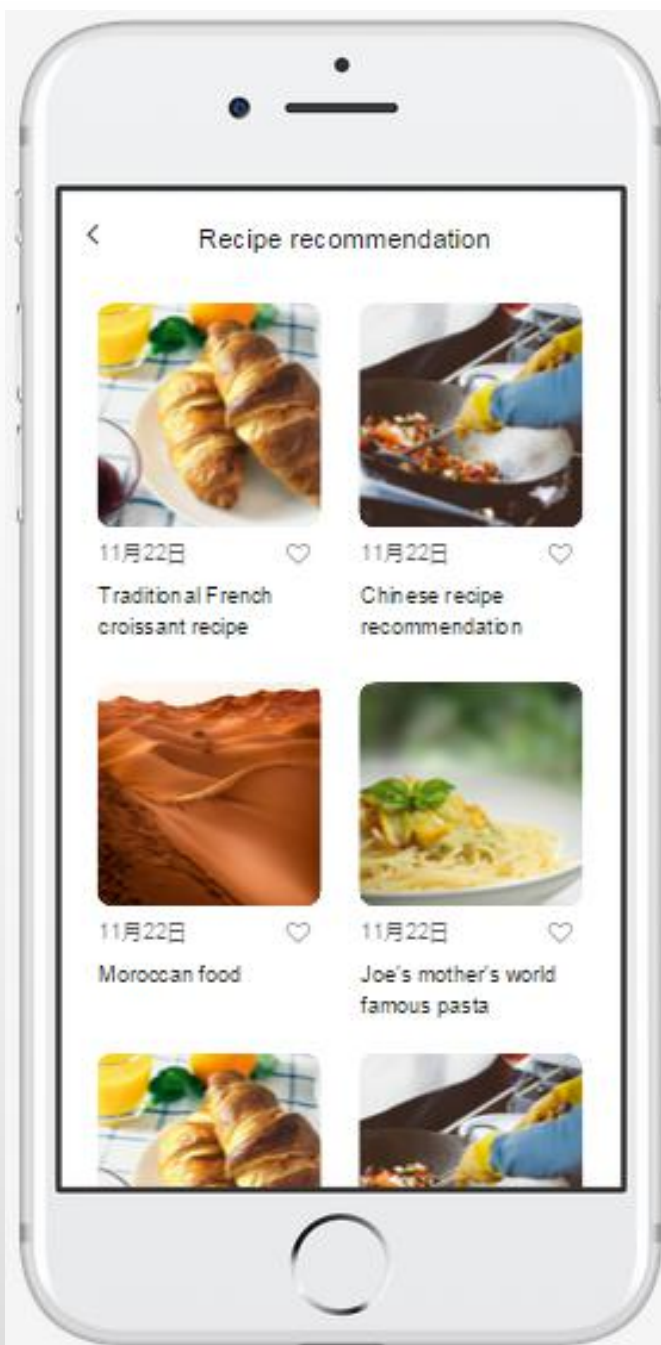 Recipe recommendation
11月22日
11月22日
Traditional French
croissant recipe
Chinese recipe
recommendation
11月22日
11月22日
Moroccan food
Joe's mother's world
famous pasta